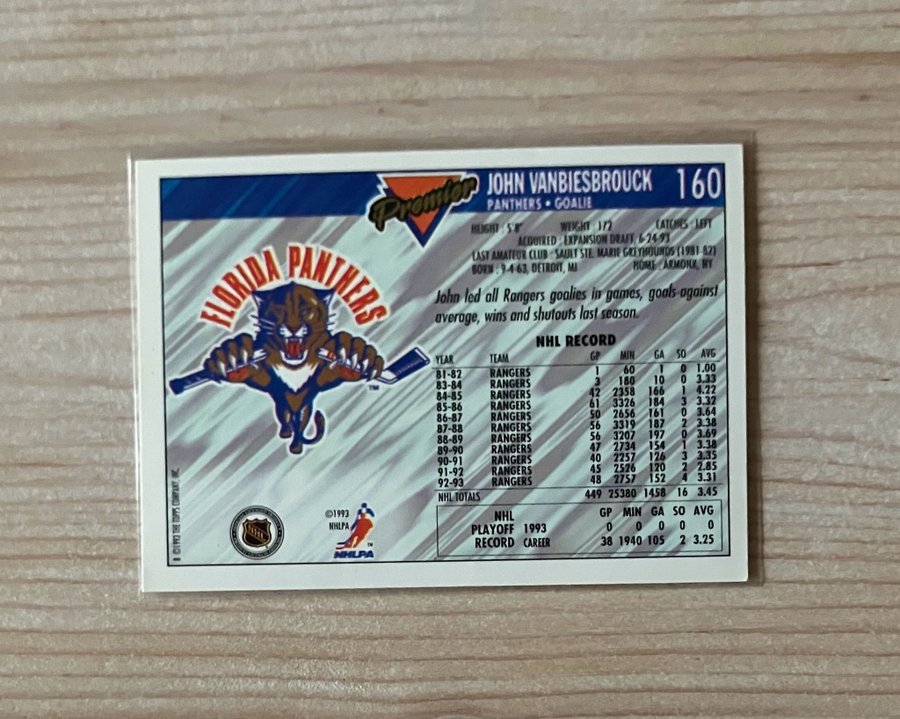 Premier
JOHN VANBIESBROUCK 160
PANTHERS • GOALIE
HEIGHT : 5'8" WEIGHT : 172 CATCHES : LEFT
ACQUIRED : EXPANSION DRAFT, 6-24-93
LAST AMATEUR CLUB : SAULT STE. MARIE GREYHOUNDS (1981-82)
BORN : 9-4-63, DETROIT, MI HOME : ARMONK, NY
FLORIDA PANTHERS
TM
John led all Rangers goalies in games, goals-against
average, wins and shutouts last season.
NHL RECORD
YEAR TEAM GP MIN GA SO AVG
81-82 RANGERS 1 60 1 0 1.00
83-84 RANGERS 3 180 10 0 3.33
84-85 RANGERS 42 2358 166 1 4.22
85-86 RANGERS 61 3326 184 3 3.32
86-87 RANGERS 50 2656 161 0 3.64
87-88 RANGERS 56 3319 187 2 3.38
88-89 RANGERS 56 3207 197 0 3.69
89-90 RANGERS 47 2734 154 1 3.38
90-91 RANGERS 40 2257 126 3 3.35
91-92 RANGERS 45 2526 120 2 2.85
92-93 RANGERS 48 2757 152 4 3.31
NHL TOTALS 449 25380 1458 16 3.45
NHL GP MIN GA SO AVG
PLAYOFF 1993 0 0 0 0 0
RECORD CAREER 38 1940 105 2 3.25
©1993
NHLPA
TM
NHLPA
NHL
B ©1993 THE TOPPS COMPANY, INC.